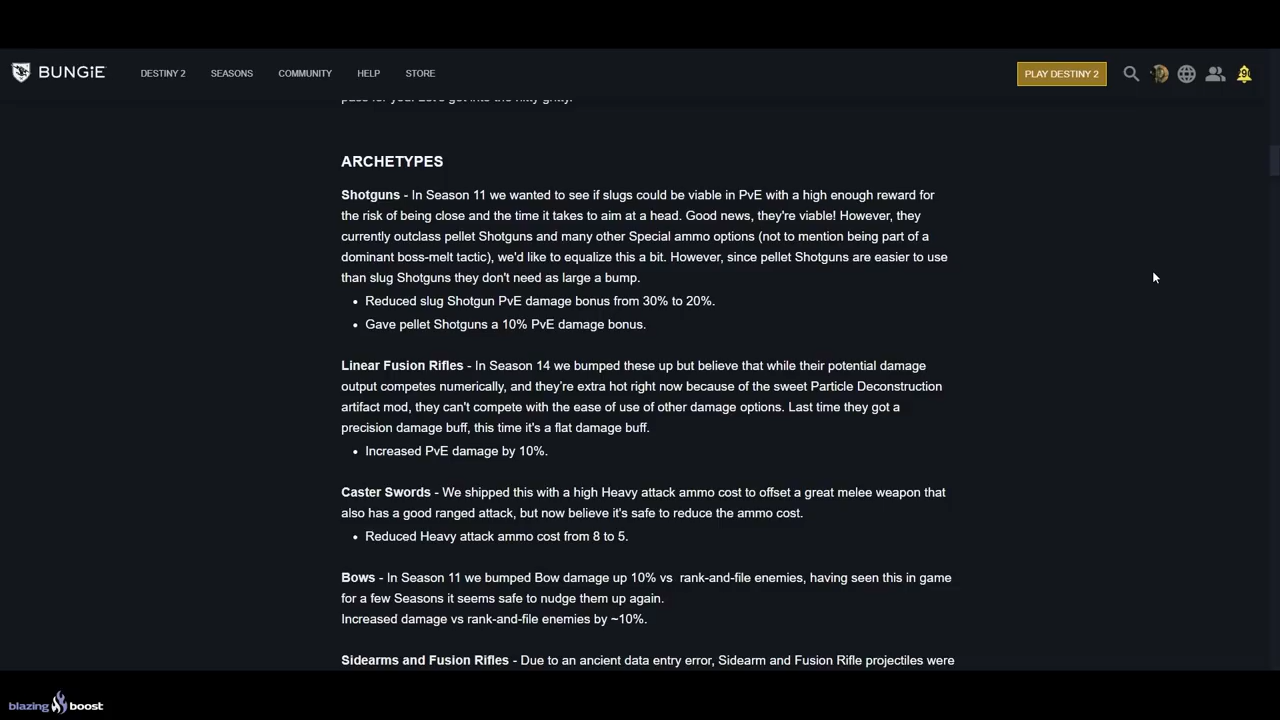 BUNGiE DESTINY 2 SEASONS COMMUNITY HELP STORE PLAY DESTINY 2
pass for you. Let's get into the nitty gritty.
ARCHETYPES
Shotguns - In Season 11 we wanted to see if slugs could be viable in PvE with a high enough reward for
the risk of being close and the time it takes to aim at a head. Good news, they're viable! However, they
currently outclass pellet Shotguns and many other Special ammo options (not to mention being part of a
dominant boss-melt tactic), we'd like to equalize this a bit. However, since pellet Shotguns are easier to use
than slug Shotguns they don't need as large a bump.
• Reduced slug Shotgun PvE damage bonus from 30% to 20%.
• Gave pellet Shotguns a 10% PvE damage bonus.
Linear Fusion Rifles - In Season 14 we bumped these up but believe that while their potential damage
output competes numerically, and they're extra hot right now because of the sweet Particle Deconstruction
artifact mod, they can't compete with the ease of use of other damage options. Last time they got a
precision damage buff, this time it's a flat damage buff.
• Increased PvE damage by 10%.
Caster Swords - We shipped this with a high Heavy attack ammo cost to offset a great melee weapon that
also has a good ranged attack, but now believe it's safe to reduce the ammo cost.
• Reduced Heavy attack ammo cost from 8 to 5.
Bows - In Season 11 we bumped Bow damage up 10% vs  rank-and-file enemies, having seen this in game
for a few Seasons it seems safe to nudge them up again.
Increased damage vs rank-and-file enemies by ~10%.
Sidearms and Fusion Rifles - Due to an ancient data entry error, Sidearm and Fusion Rifle projectiles were
blazing boost